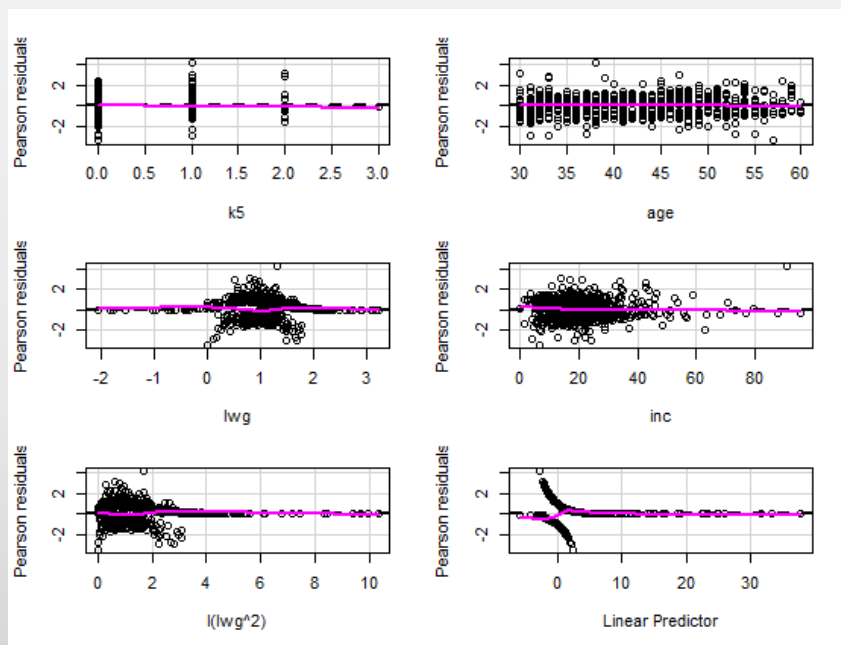 Pearson residuals
2
-2
0.0 0.5 1.0 1.5 2.0 2.5 3.0
k5
Pearson residuals
2
-2
30 35 40 45 50 55 60
age
Pearson residuals
2
-2
-2 -1 0 1 2 3
lwg
Pearson residuals
2
-2
0 20 40 60 80
inc
Pearson residuals
2
-2
0 2 4 6 8 10
I(lwg^2)
Pearson residuals
2
-2
0 10 20 30
Linear Predictor